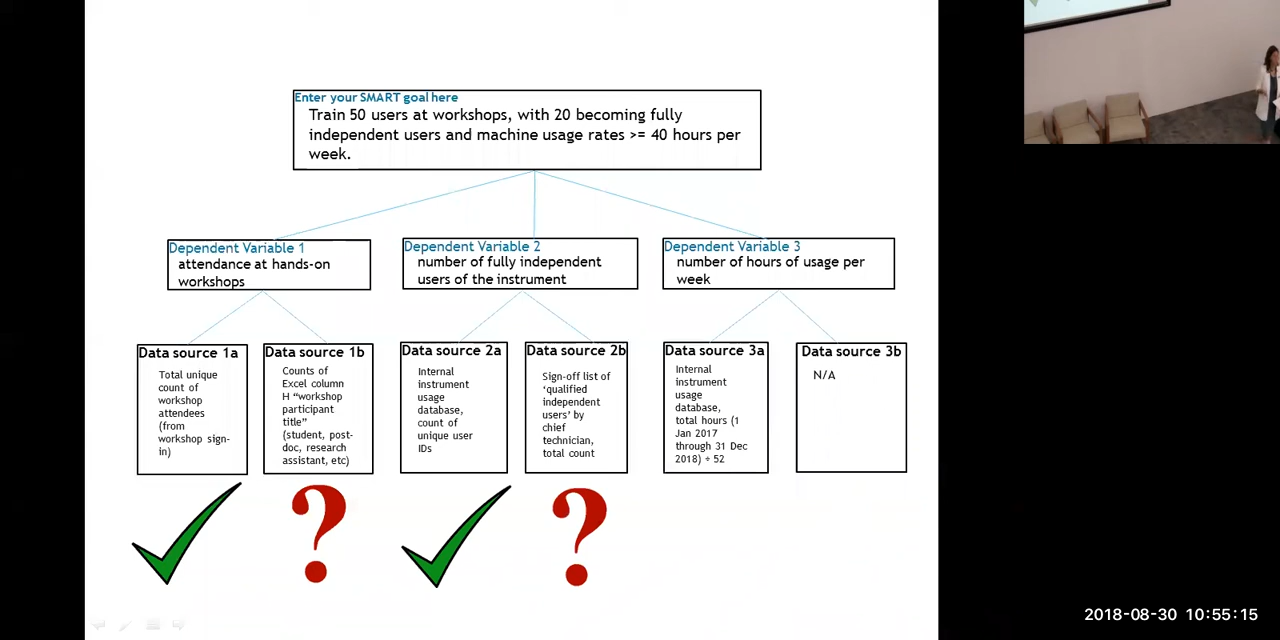 Enter your SMART goal here
Train 50 users at workshops, with 20 becoming fully
independent users and machine usage rates >= 40 hours per
week.
Dependent Variable 1
attendance at hands-on
workshops
Dependent Variable 2
number of fully independent
users of the instrument
Dependent Variable 3
number of hours of usage per
week
Data source 1a
Total unique
count of
workshop
attendees
(from
workshop sign-
in)
Data source 1b
Counts of
Excel column
H “workshop
participant
title”
(student, post-
doc, research
assistant, etc)
Data source 2a
Internal
instrument
usage
database,
count of
unique user
IDs
Data source 2b
Sign-off list of
‘qualified
independent
users’ by
chief
technician,
total count
Data source 3a
Internal
instrument
usage
database,
total hours (1
Jan 2017
through 31 Dec
2018) ÷ 52
Data source 3b
N/A
?
?
2018-08-30 10:55:15